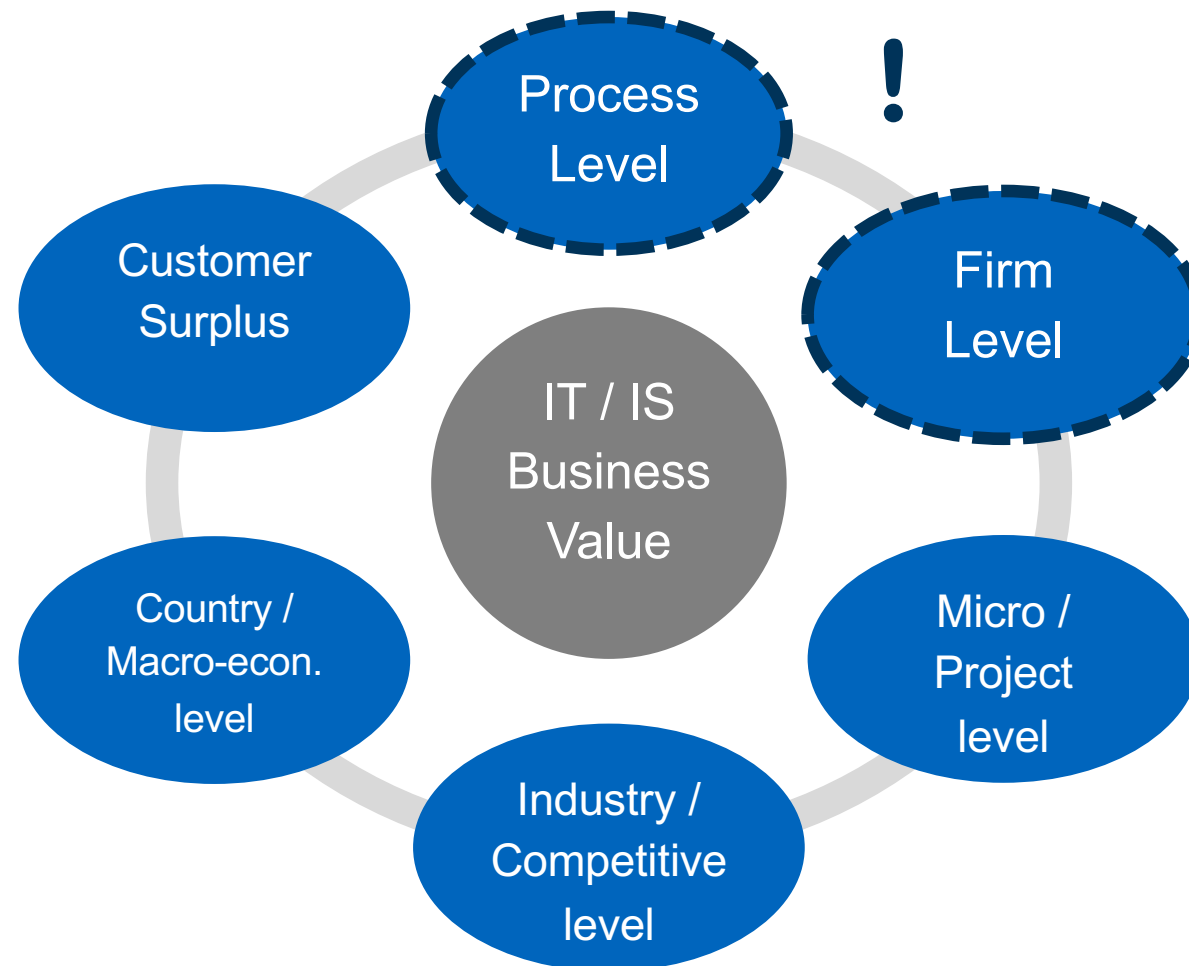 Process
Level
!
Firm
Level
Customer
Surplus
IT / IS
Business
Value
Micro /
Project
level
Country /
Macro-econ.
level
Industry /
Competitive
level